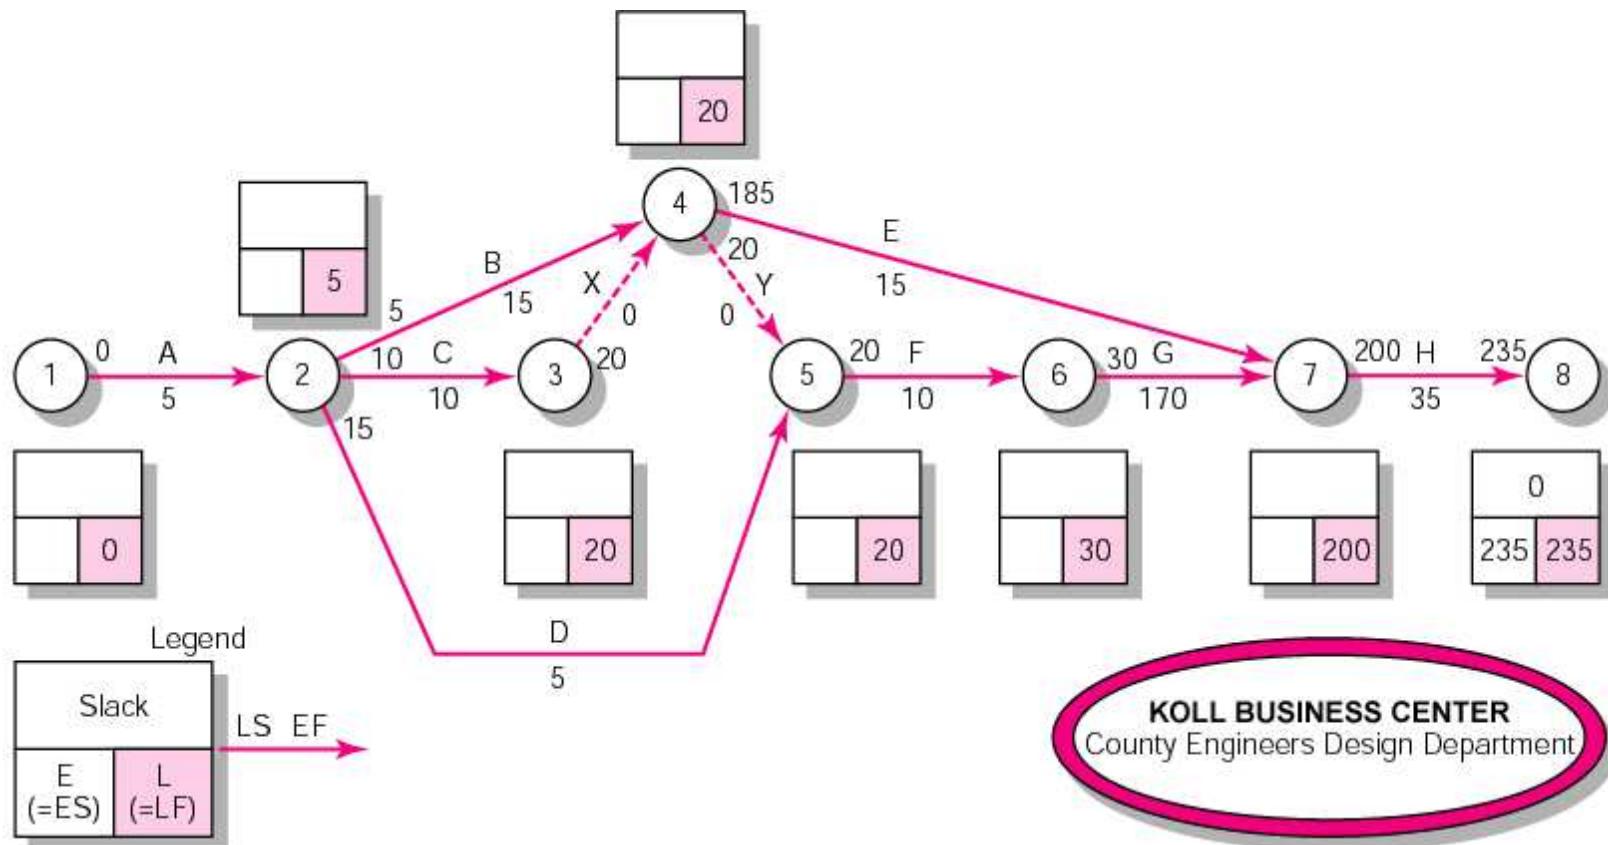 20
4
185
20
5
B
15
5
X
0
Y
0
E
15
1
0
A
5
2
10
C
10
15
3
20
5
20
F
10
6
30
G
170
7
200
H
35
235
8
0
20
20
30
200
0
235
235
D
5
Legend
Slack
E
(=ES)
L
(=LF)
LS EF
KOLL BUSINESS CENTER
County Engineers Design Department